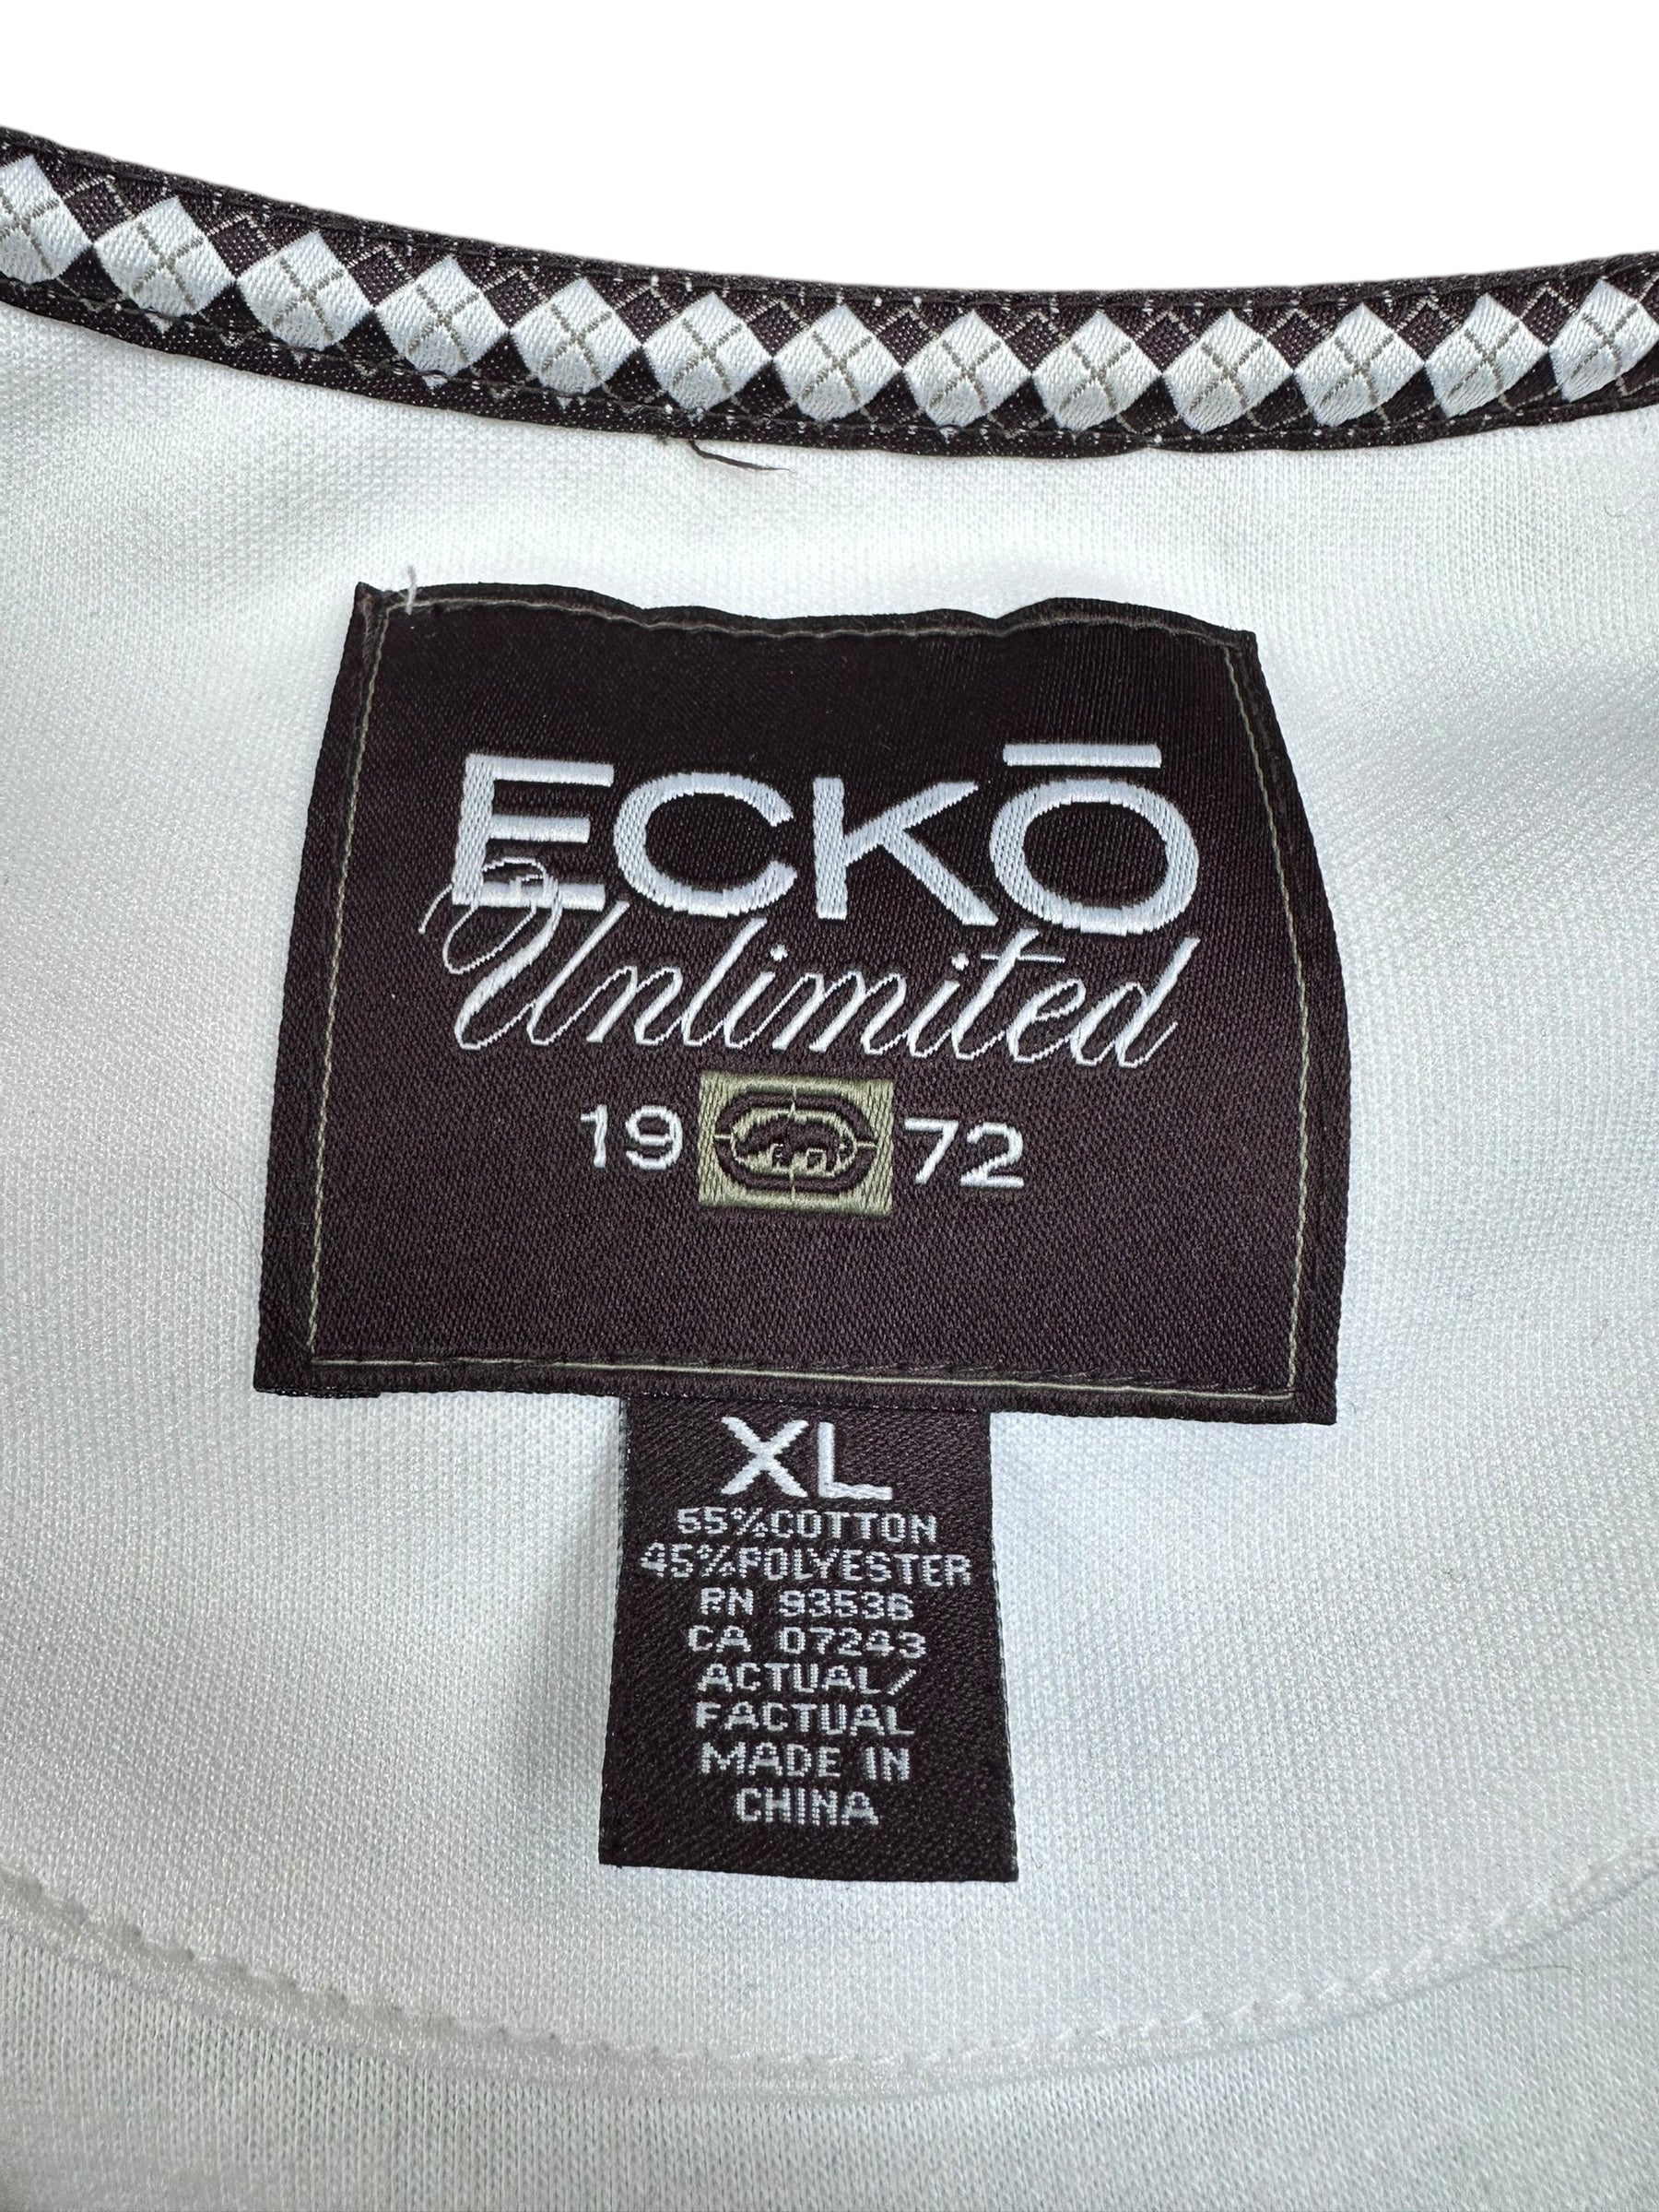 ECKŌ
Unlimited
19 72
XL
55%COTTON
45%POLYESTER
RN 93536
CA 07243
ACTUAL/
FACTUAL
MADE IN
CHINA